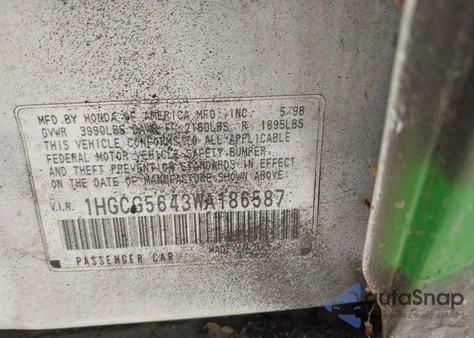 MFD.BY HONDA OF AMERICA MFG.,INC. 5/98
GVWR 3990LBS GAWR F 2180LBS R 1895LBS
THIS VEHICLE CONFORMS TO ALL APPLICABLE
FEDERAL MOTOR VEHICLE SAFETY,BUMPER,
AND THEFT PREVENTION STANDARDS IN EFFECT
ON THE DATE OF MANUFACTURE SHOWN ABOVE.
V.I.N. 1HGCG5643WA186587
PASSENGER CAR MADE IN
autoSnap